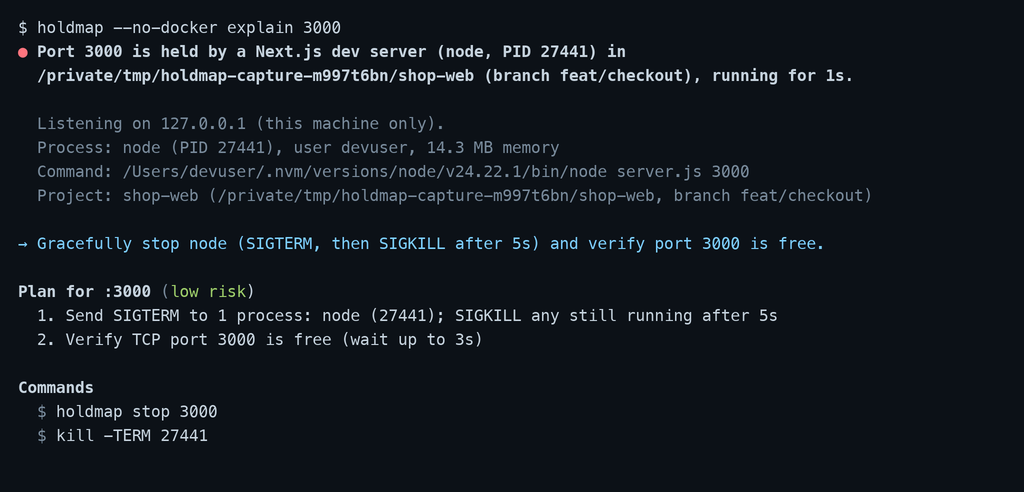 $ holdmap --no-docker explain 3000
● Port 3000 is held by a Next.js dev server (node, PID 27441) in
/private/tmp/holdmap-capture-m997t6bn/shop-web (branch feat/checkout), running for 1s.
Listening on 127.0.0.1 (this machine only).
Process: node (PID 27441), user devuser, 14.3 MB memory
Command: /Users/devuser/.nvm/versions/node/v24.22.1/bin/node server.js 3000
Project: shop-web (/private/tmp/holdmap-capture-m997t6bn/shop-web, branch feat/checkout)
→ Gracefully stop node (SIGTERM, then SIGKILL after 5s) and verify port 3000 is free.
Plan for :3000 (low risk)
1. Send SIGTERM to 1 process: node (27441); SIGKILL any still running after 5s
2. Verify TCP port 3000 is free (wait up to 3s)
Commands
$ holdmap stop 3000
$ kill -TERM 27441